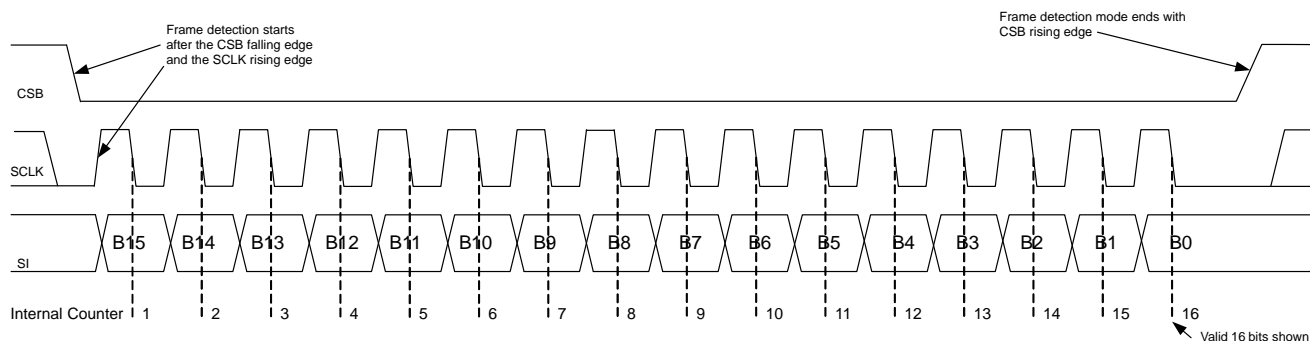 Frame detection starts
after the CSB falling edge
and the SCLK rising edge
Frame detection mode ends with
CSB rising edge
CSB
SCLK
SI
B15 B14 B13 B12 B11 B10 B9 B8 B7 B6 B5 B4 B3 B2 B1 B0
Internal Counter 1 2 3 4 5 6 7 8 9 10 11 12 13 14 15 16
Valid 16 bits shown